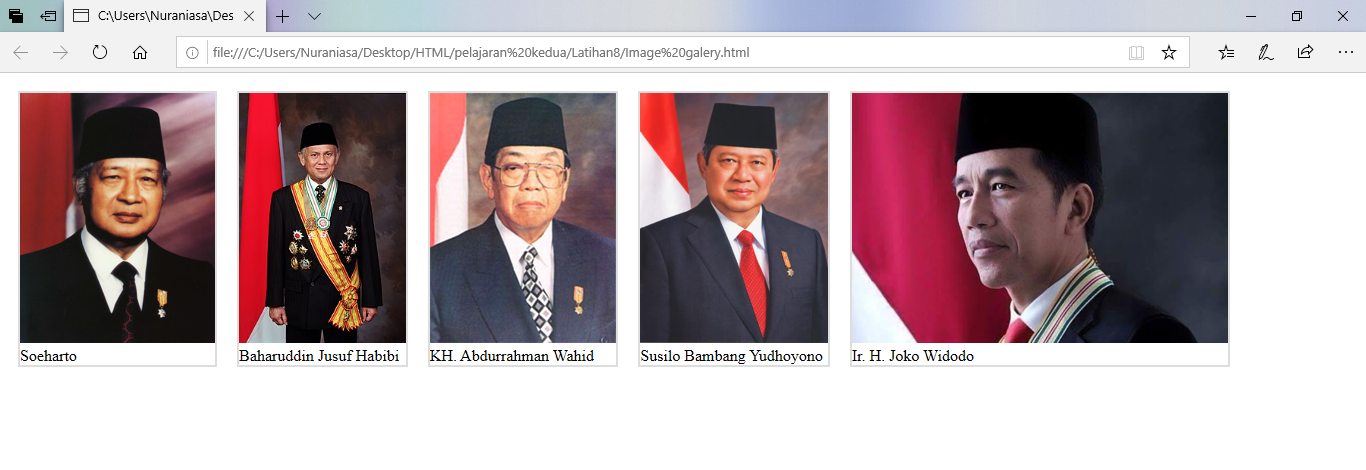 C:\Users\Nuraniasa\Des
file:///C:/Users/Nuraniasa/Desktop/HTML/pelajaran%20kedua/Latihan8/Image%20galery.html
Soeharto
Baharuddin Jusuf Habibi
KH. Abdurrahman Wahid
Susilo Bambang Yudhoyono
Ir. H. Joko Widodo